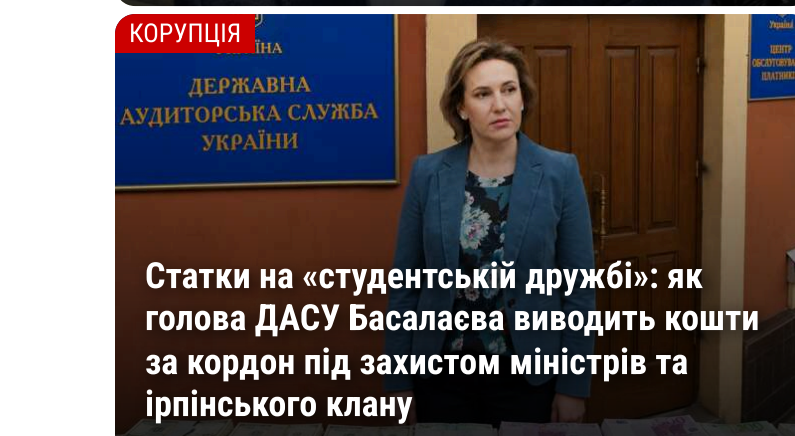 КОРУПЦІЯ
ДЕРЖАВНА
АУДИТОРСЬКА СЛУЖБА
УКРАЇНИ
ЦЕНТР
Статки на «студентській дружбі»: як
голова ДАСУ Басалаєва виводить кошти
за кордон під захистом міністрів та
ірпінського клану